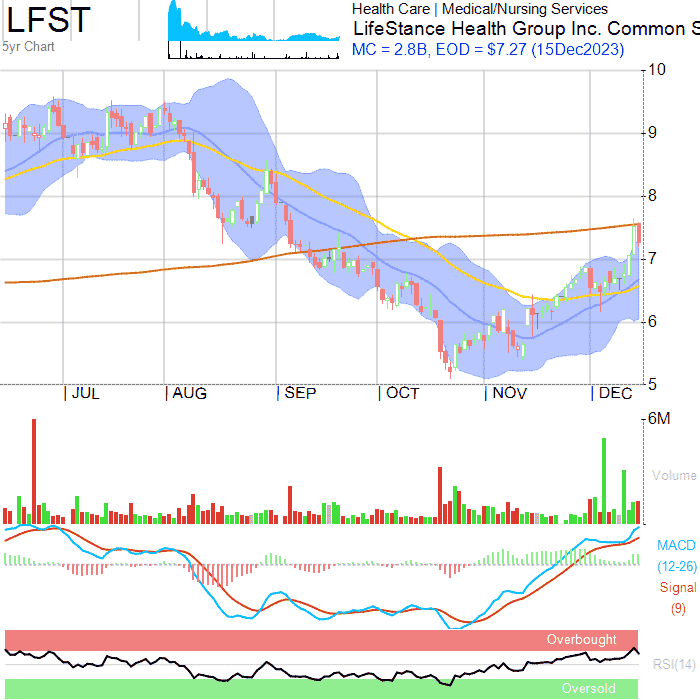 LFST
5yr Chart
Health Care | Medical/Nursing Services
LifeStance Health Group Inc. Common S
MC = 2.8B, EOD = $7.27 (15Dec2023)
10
9
8
7
6
5
JUL AUG SEP OCT NOV DEC
6M
Volume
MACD
(12-26)
Signal
(9)
Overbought
RSI(14)
Oversold